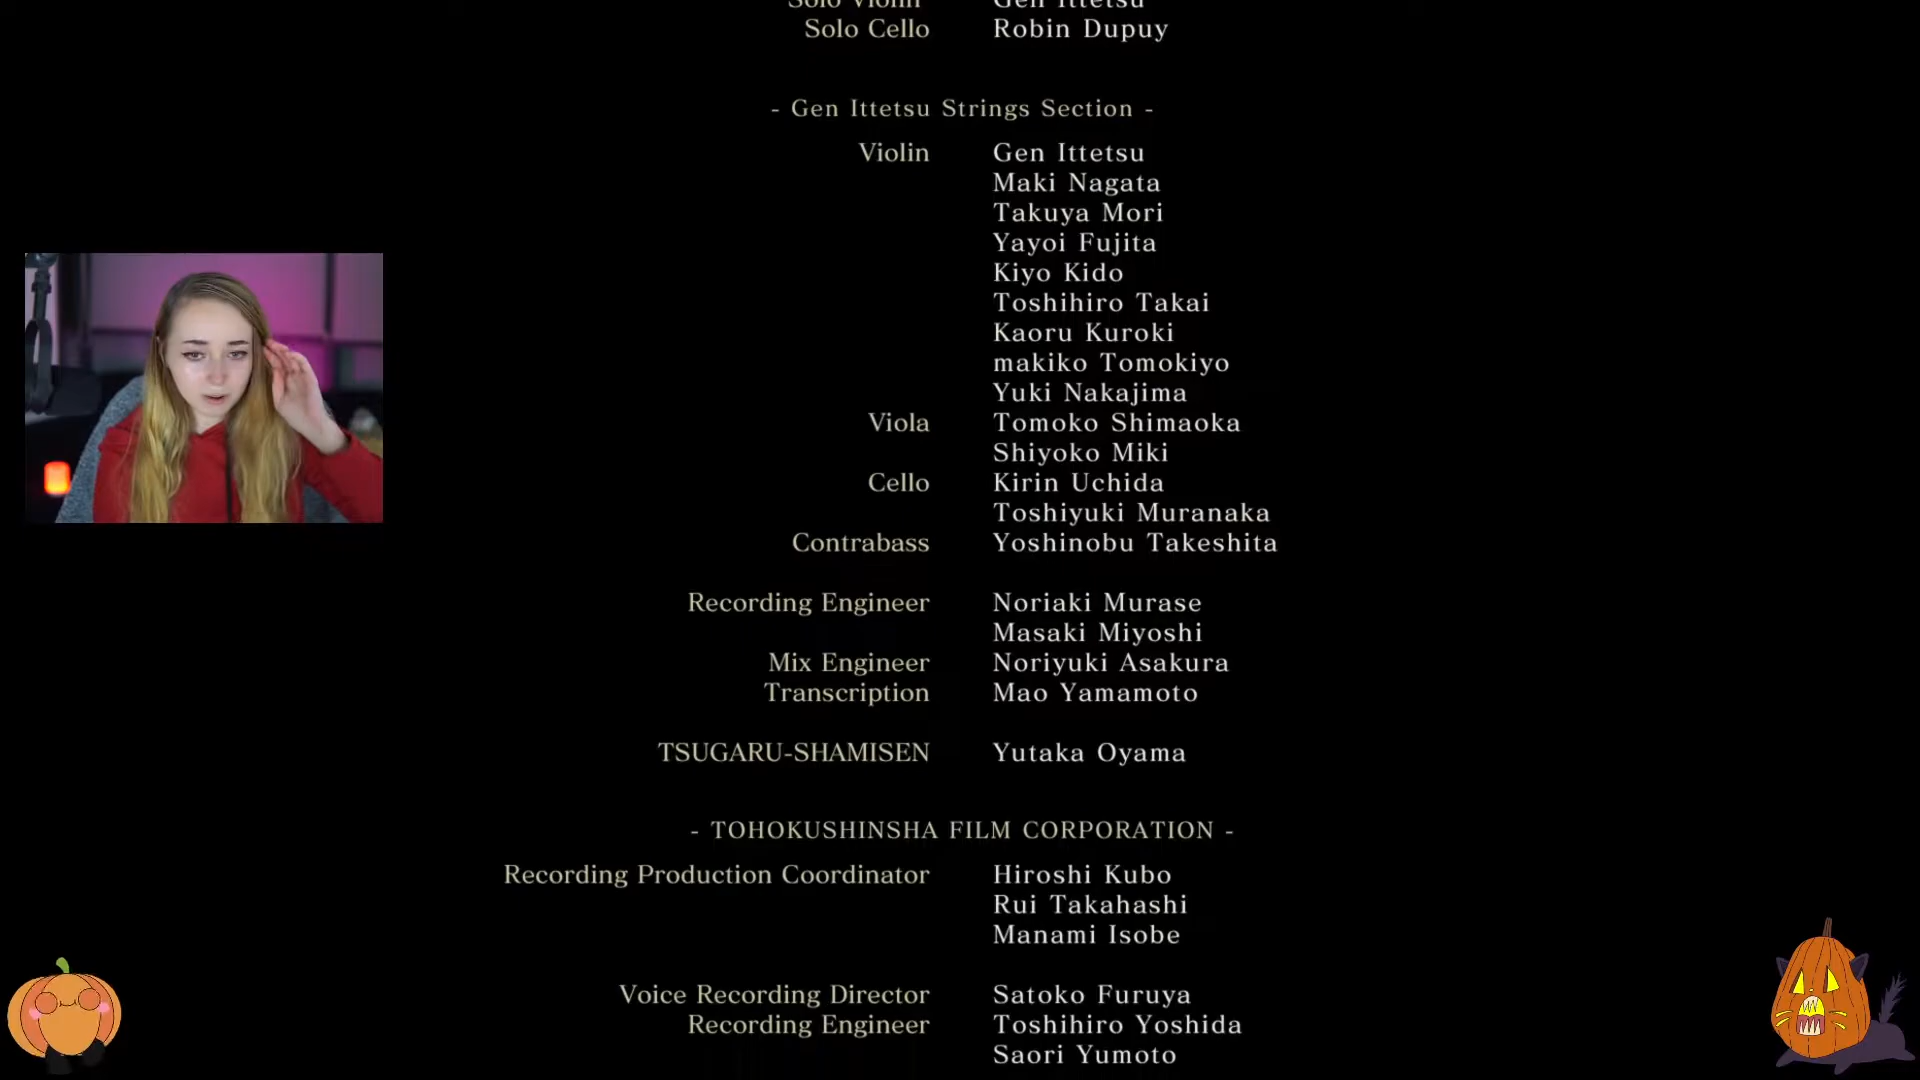 Solo Violin Gen Ittetsu
Solo Cello Robin Dupuy
- Gen Ittetsu Strings Section -
Violin Gen Ittetsu
Maki Nagata
Takuya Mori
Yayoi Fujita
Kiyo Kido
Toshihiro Takai
Kaoru Kuroki
makiko Tomokiyo
Yuki Nakajima
Viola Tomoko Shimaoka
Shiyoko Miki
Cello Kirin Uchida
Toshiyuki Muranaka
Contrabass Yoshinobu Takeshita
Recording Engineer Noriaki Murase
Masaki Miyoshi
Mix Engineer Noriyuki Asakura
Transcription Mao Yamamoto
TSUGARU-SHAMISEN Yutaka Oyama
- TOHOKUSHINSHA FILM CORPORATION -
Recording Production Coordinator Hiroshi Kubo
Rui Takahashi
Manami Isobe
Voice Recording Director Satoko Furuya
Recording Engineer Toshihiro Yoshida
Saori Yumoto